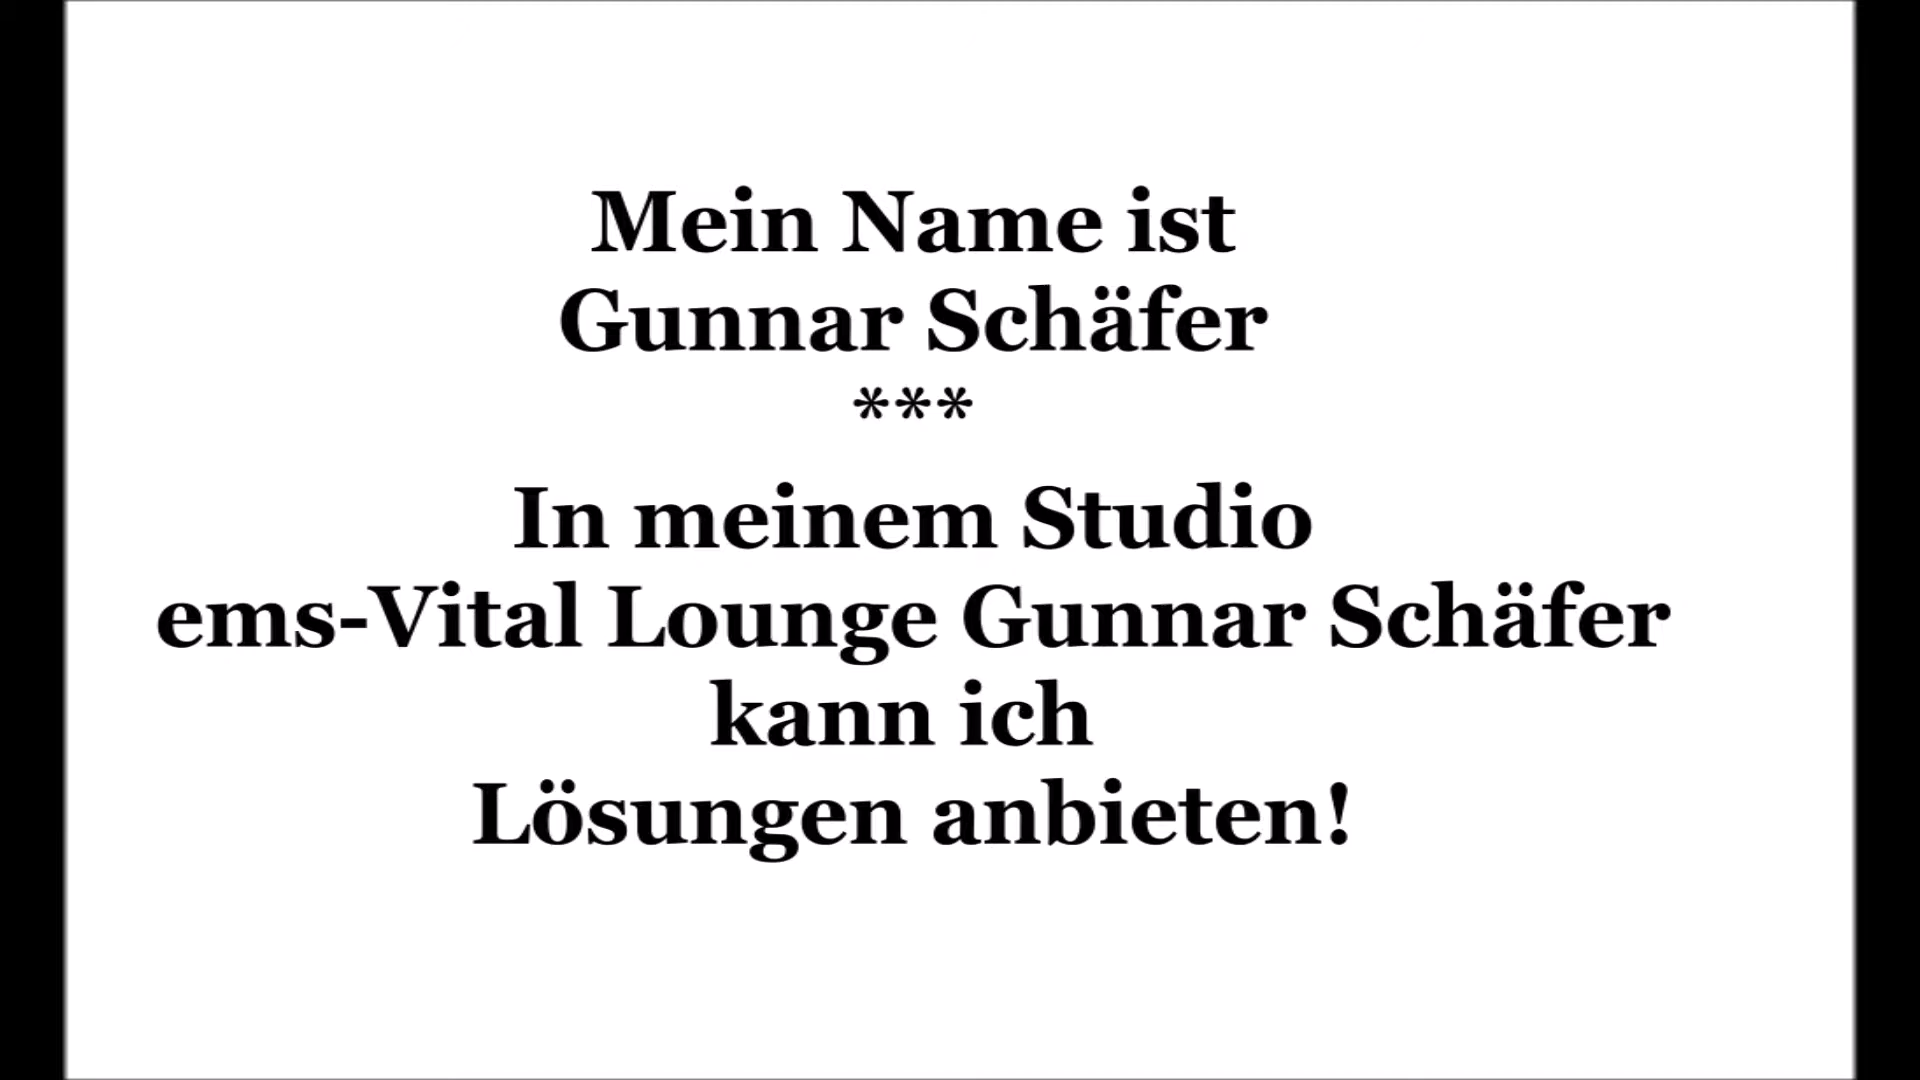 Mein Name ist
Gunnar Schäfer
***
In meinem Studio
ems-Vital Lounge Gunnar Schäfer
kann ich
Lösungen anbieten!